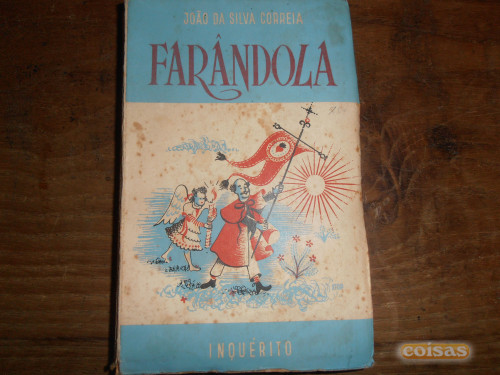 JOÃO DA SILVA CORREIA
FARÂNDOLA
INQUÉRITO
coisas